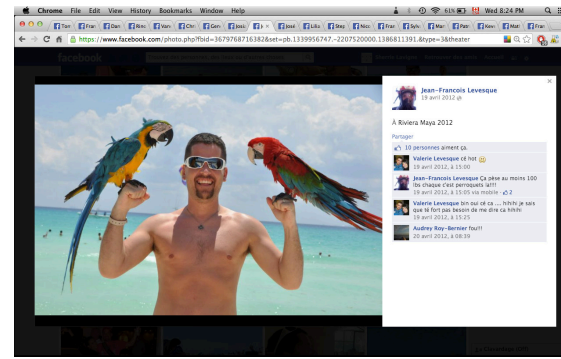 Chrome File Edit View History Bookmarks Window Help
61% Wed 8:24 PM
https://www.facebook.com/photo.php?fbid=3679768716382&set=pb.1339956747.-2207520000.1386811391.&type=3&theater
facebook
Jean-Francois Levesque
19 avril 2012
À Riviera Maya 2012
Partager
10 personnes aiment ça.
Valerie Levesque cé hot
19 avril 2012, à 15:00
Jean-Francois Levesque Ça pèse au moins 100
lbs chaque c'est perroquets la!!!
19 avril 2012, à 15:05 via mobile · 2
Valerie Levesque bin oui cé ca .... hihihi je sais
que té fort pas besoin de me dire ca hihihi
19 avril 2012, à 15:25
Audrey Roy-Bernier fou!!!
20 avril 2012, à 08:39